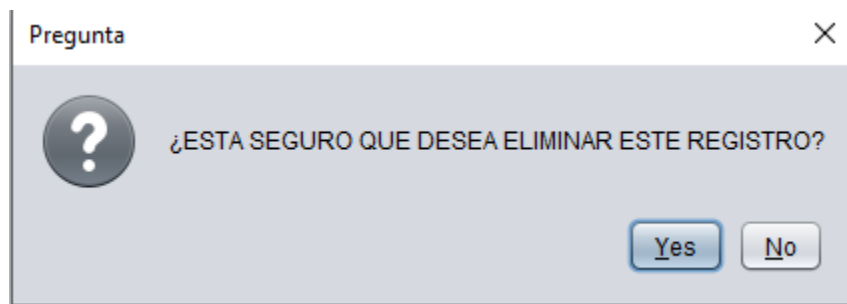 Pregunta
¿ESTA SEGURO QUE DESEA ELIMINAR ESTE REGISTRO?
Yes No